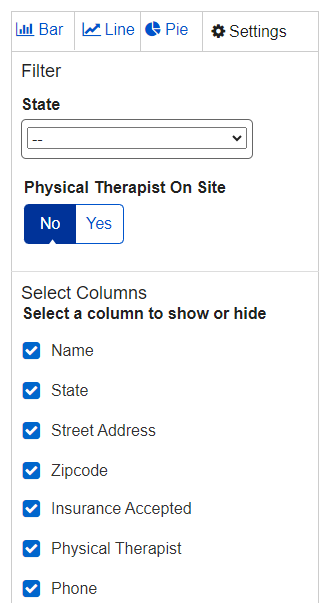 Bar Line Pie Settings
Filter
State
--
Physical Therapist On Site
No Yes
Select Columns
Select a column to show or hide
Name
State
Street Address
Zipcode
Insurance Accepted
Physical Therapist
Phone